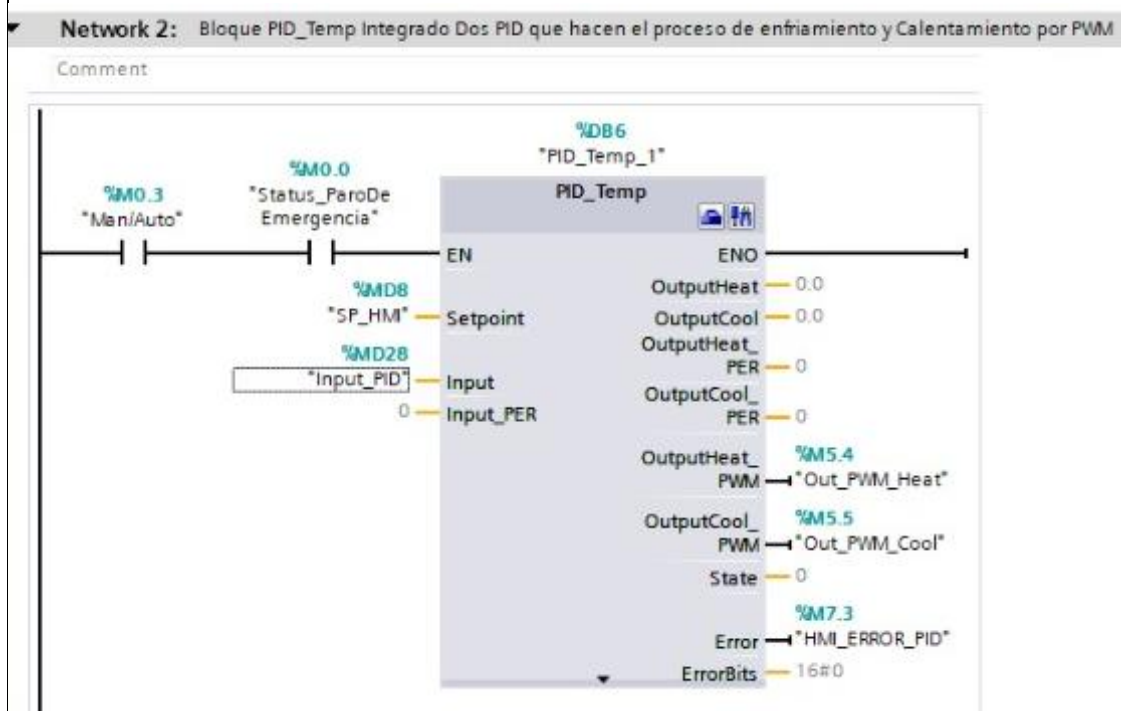 Network 2: Bloque PID_Temp Integrado Dos PID que hacen el proceso de enfriamiento y Calentamiento por PWM
Comment
%DB6
"PID_Temp_1"
%M0.3
"Man/Auto"
%M0.0
"Status_ParoDe
Emergencia"
PID_Temp
EN
ENO
%MD8
"SP_HMI"
Setpoint
%MD28
"Input_PID"
Input
0
Input_PER
OutputHeat
0.0
OutputCool
0.0
OutputHeat_
PER
0
OutputCool_
PER
0
OutputHeat_
PWM
%M5.4
"Out_PWM_Heat"
OutputCool_
PWM
%M5.5
"Out_PWM_Cool"
State
0
%M7.3
Error
"HMI_ERROR_PID"
ErrorBits
16#0